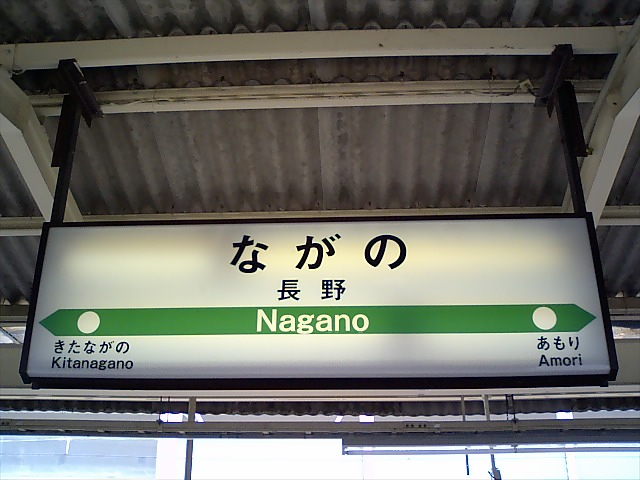 ながの
長野
Nagano
きたながの
Kitanagano
あもり
Amori